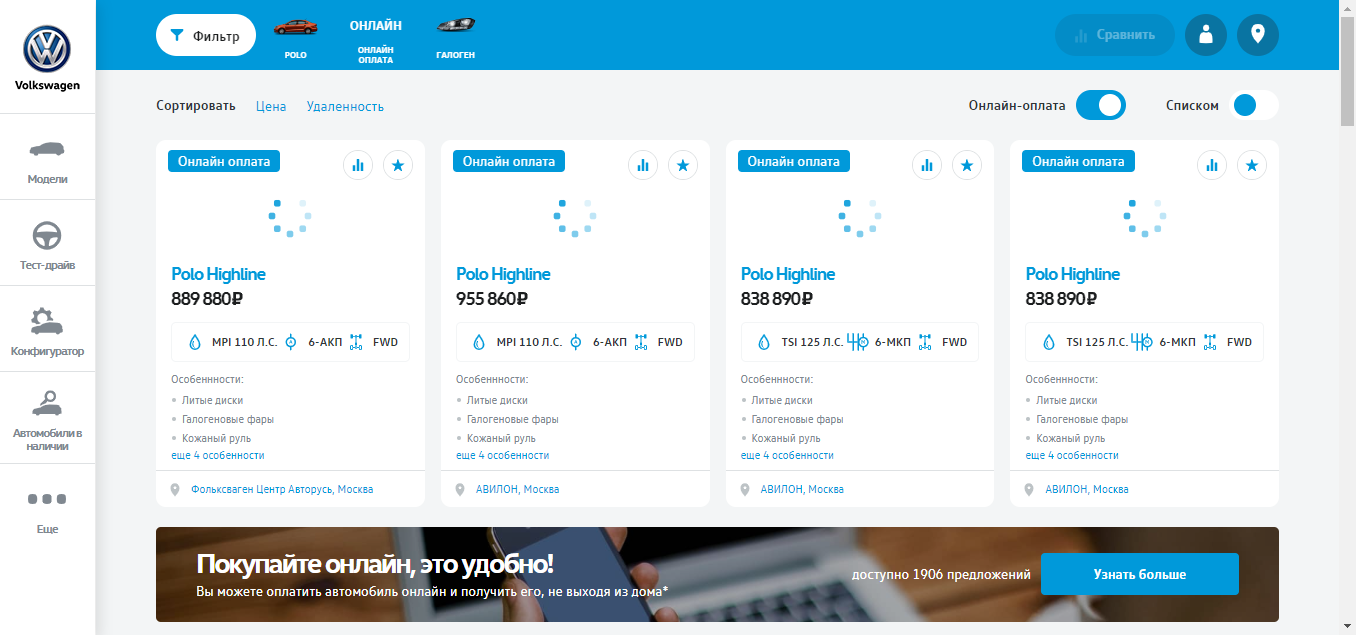 Volkswagen
Модели
Тест-драйв
Конфигуратор
Автомобили в
наличии
Еще
Фильтр
POLO
ОНЛАЙН
ОНЛАЙН
ОПЛАТА
ГАЛОГЕН
Сравнить
Сортировать Цена Удаленность
Онлайн-оплата Списком
Онлайн оплата
Polo Highline
889 880₽
MPI 110 Л.С. 6-АКП FWD
Особеннности:
Литые диски
Галогеновые фары
Кожаный руль
еще 4 особенности
Фольксваген Центр Авторусь, Москва
Онлайн оплата
Polo Highline
955 860₽
MPI 110 Л.С. 6-АКП FWD
Особеннности:
Литые диски
Галогеновые фары
Кожаный руль
еще 4 особенности
АВИЛОН, Москва
Онлайн оплата
Polo Highline
838 890₽
TSI 125 Л.С. 6-МКП FWD
Особеннности:
Литые диски
Галогеновые фары
Кожаный руль
еще 4 особенности
АВИЛОН, Москва
Онлайн оплата
Polo Highline
838 890₽
TSI 125 Л.С. 6-МКП FWD
Особеннности:
Литые диски
Галогеновые фары
Кожаный руль
еще 4 особенности
АВИЛОН, Москва
Покупайте онлайн, это удобно!
Вы можете оплатить автомобиль онлайн и получить его, не выходя из дома*
доступно 1906 предложений
Узнать больше